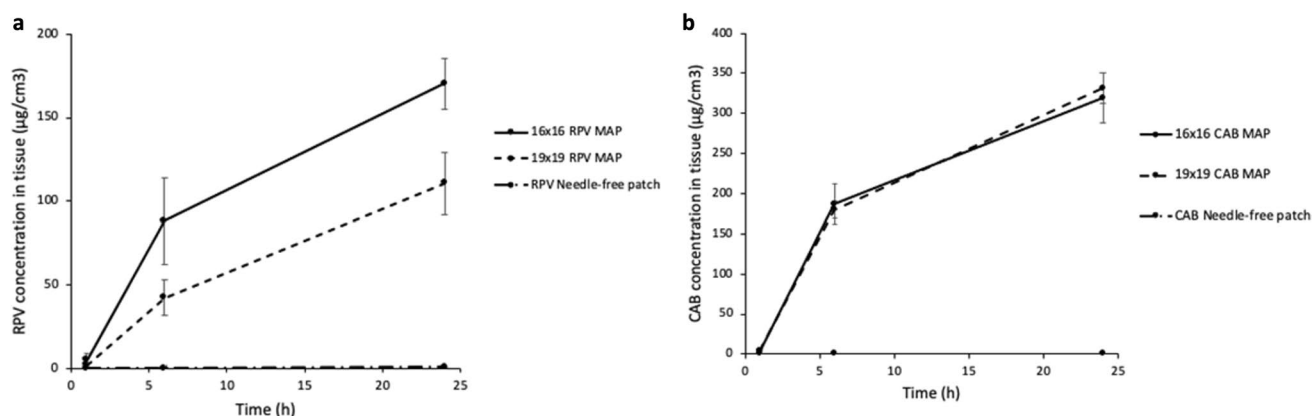 a
RPV concentration in tissue (µg/cm3)
200
150
100
50
0
0 5 10 15 20 25
Time (h)
16x16 RPV MAP
19x19 RPV MAP
RPV Needle-free patch
b
CAB concentration in tissue (µg/cm3)
400
350
300
250
200
150
100
50
0
0 5 10 15 20 25
Time (h)
16x16 CAB MAP
19x19 CAB MAP
CAB Needle-free patch